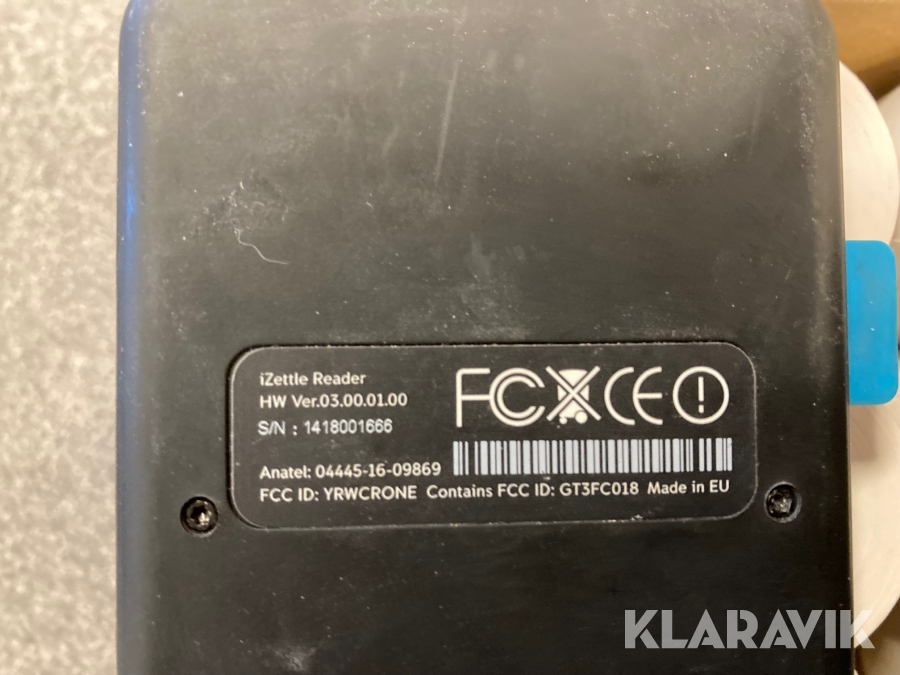 iZettle Reader
HW Ver.03.00.01.00
S/N : 1418001666
FC CE
Anatel: 04445-16-09869
FCC ID: YRWCRONE Contains FCC ID: GT3FC018 Made in EU
KLARAVIK